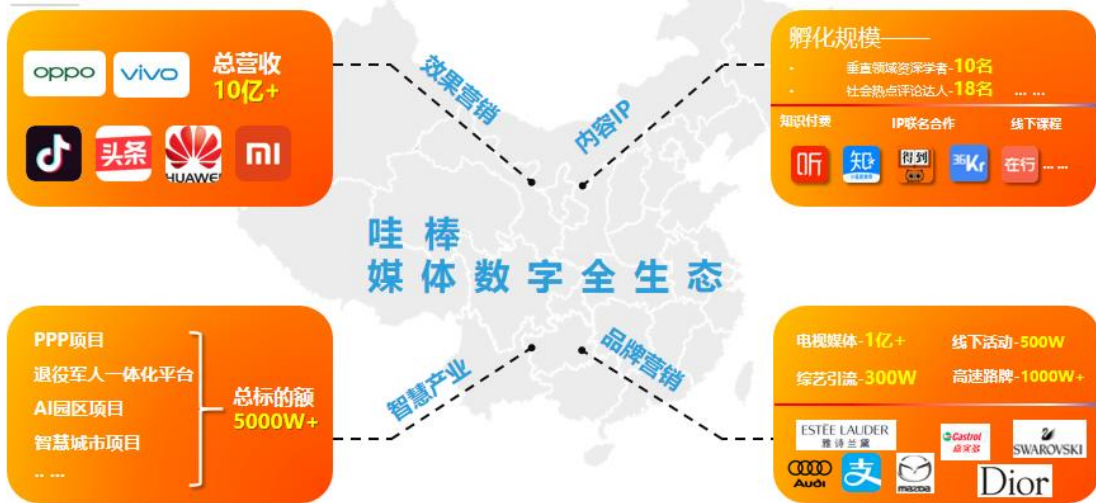 oppo
vivo
总营收
10亿+
头条
HUAWEI
mi
效果营销
内容IP
孵化规模——
· 垂直领域资深学者-10名
· 社会热点评论达人-18名 … …
知识付费 IP联名合作 线下课程
听
知
得到
36Kr
在行
… …
哇棒
媒体数字全生态
PPP项目
退役军人一体化平台
AI园区项目
智慧城市项目
.. …
总标的额
5000W+
智慧产业
品牌营销
电视媒体-1亿+ 线下活动-500W
综艺引流-300W 高速路牌-1000W+
ESTĒE LAUDER
雅诗兰黛
Castrol
嘉实多
SWAROVSKI
Audi
支
mazda
Dior